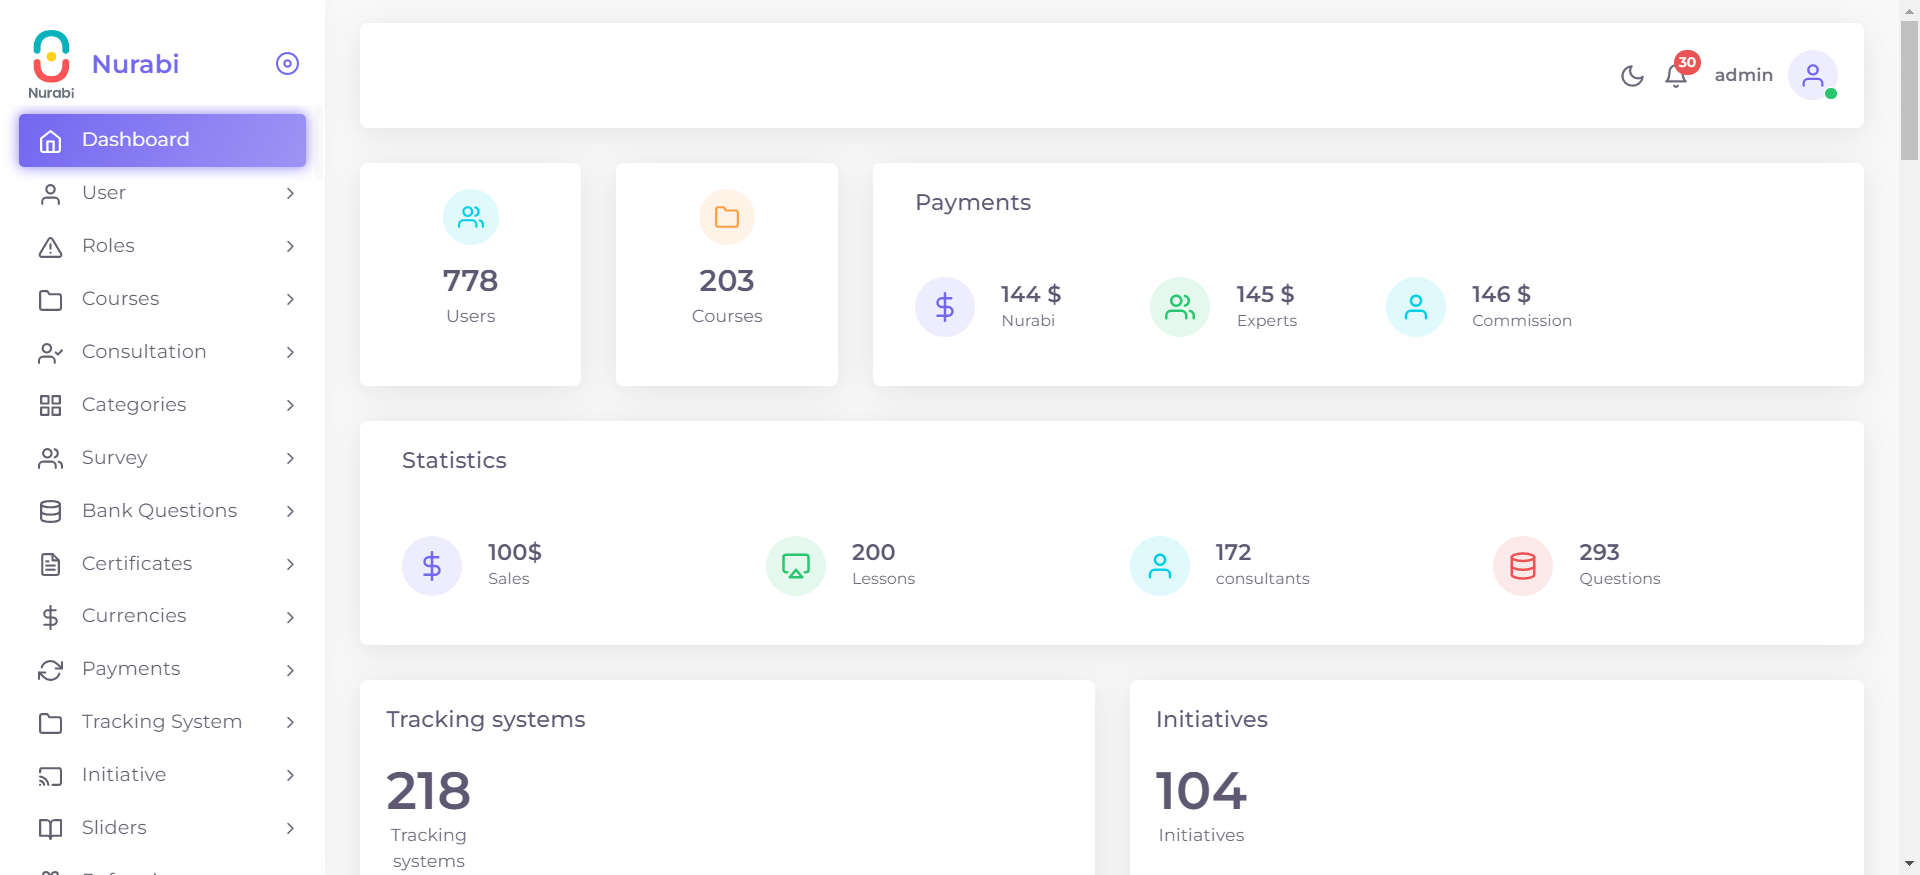 Nurabi
Nurabi
Dashboard
User
Roles
Courses
Consultation
Categories
Survey
Bank Questions
Certificates
Currencies
Payments
Tracking System
Initiative
Sliders
30
admin
778
Users
203
Courses
Payments
144 $
Nurabi
145 $
Experts
146 $
Commission
Statistics
100$
Sales
200
Lessons
172
consultants
293
Questions
Tracking systems
218
Tracking
systems
Initiatives
104
Initiatives